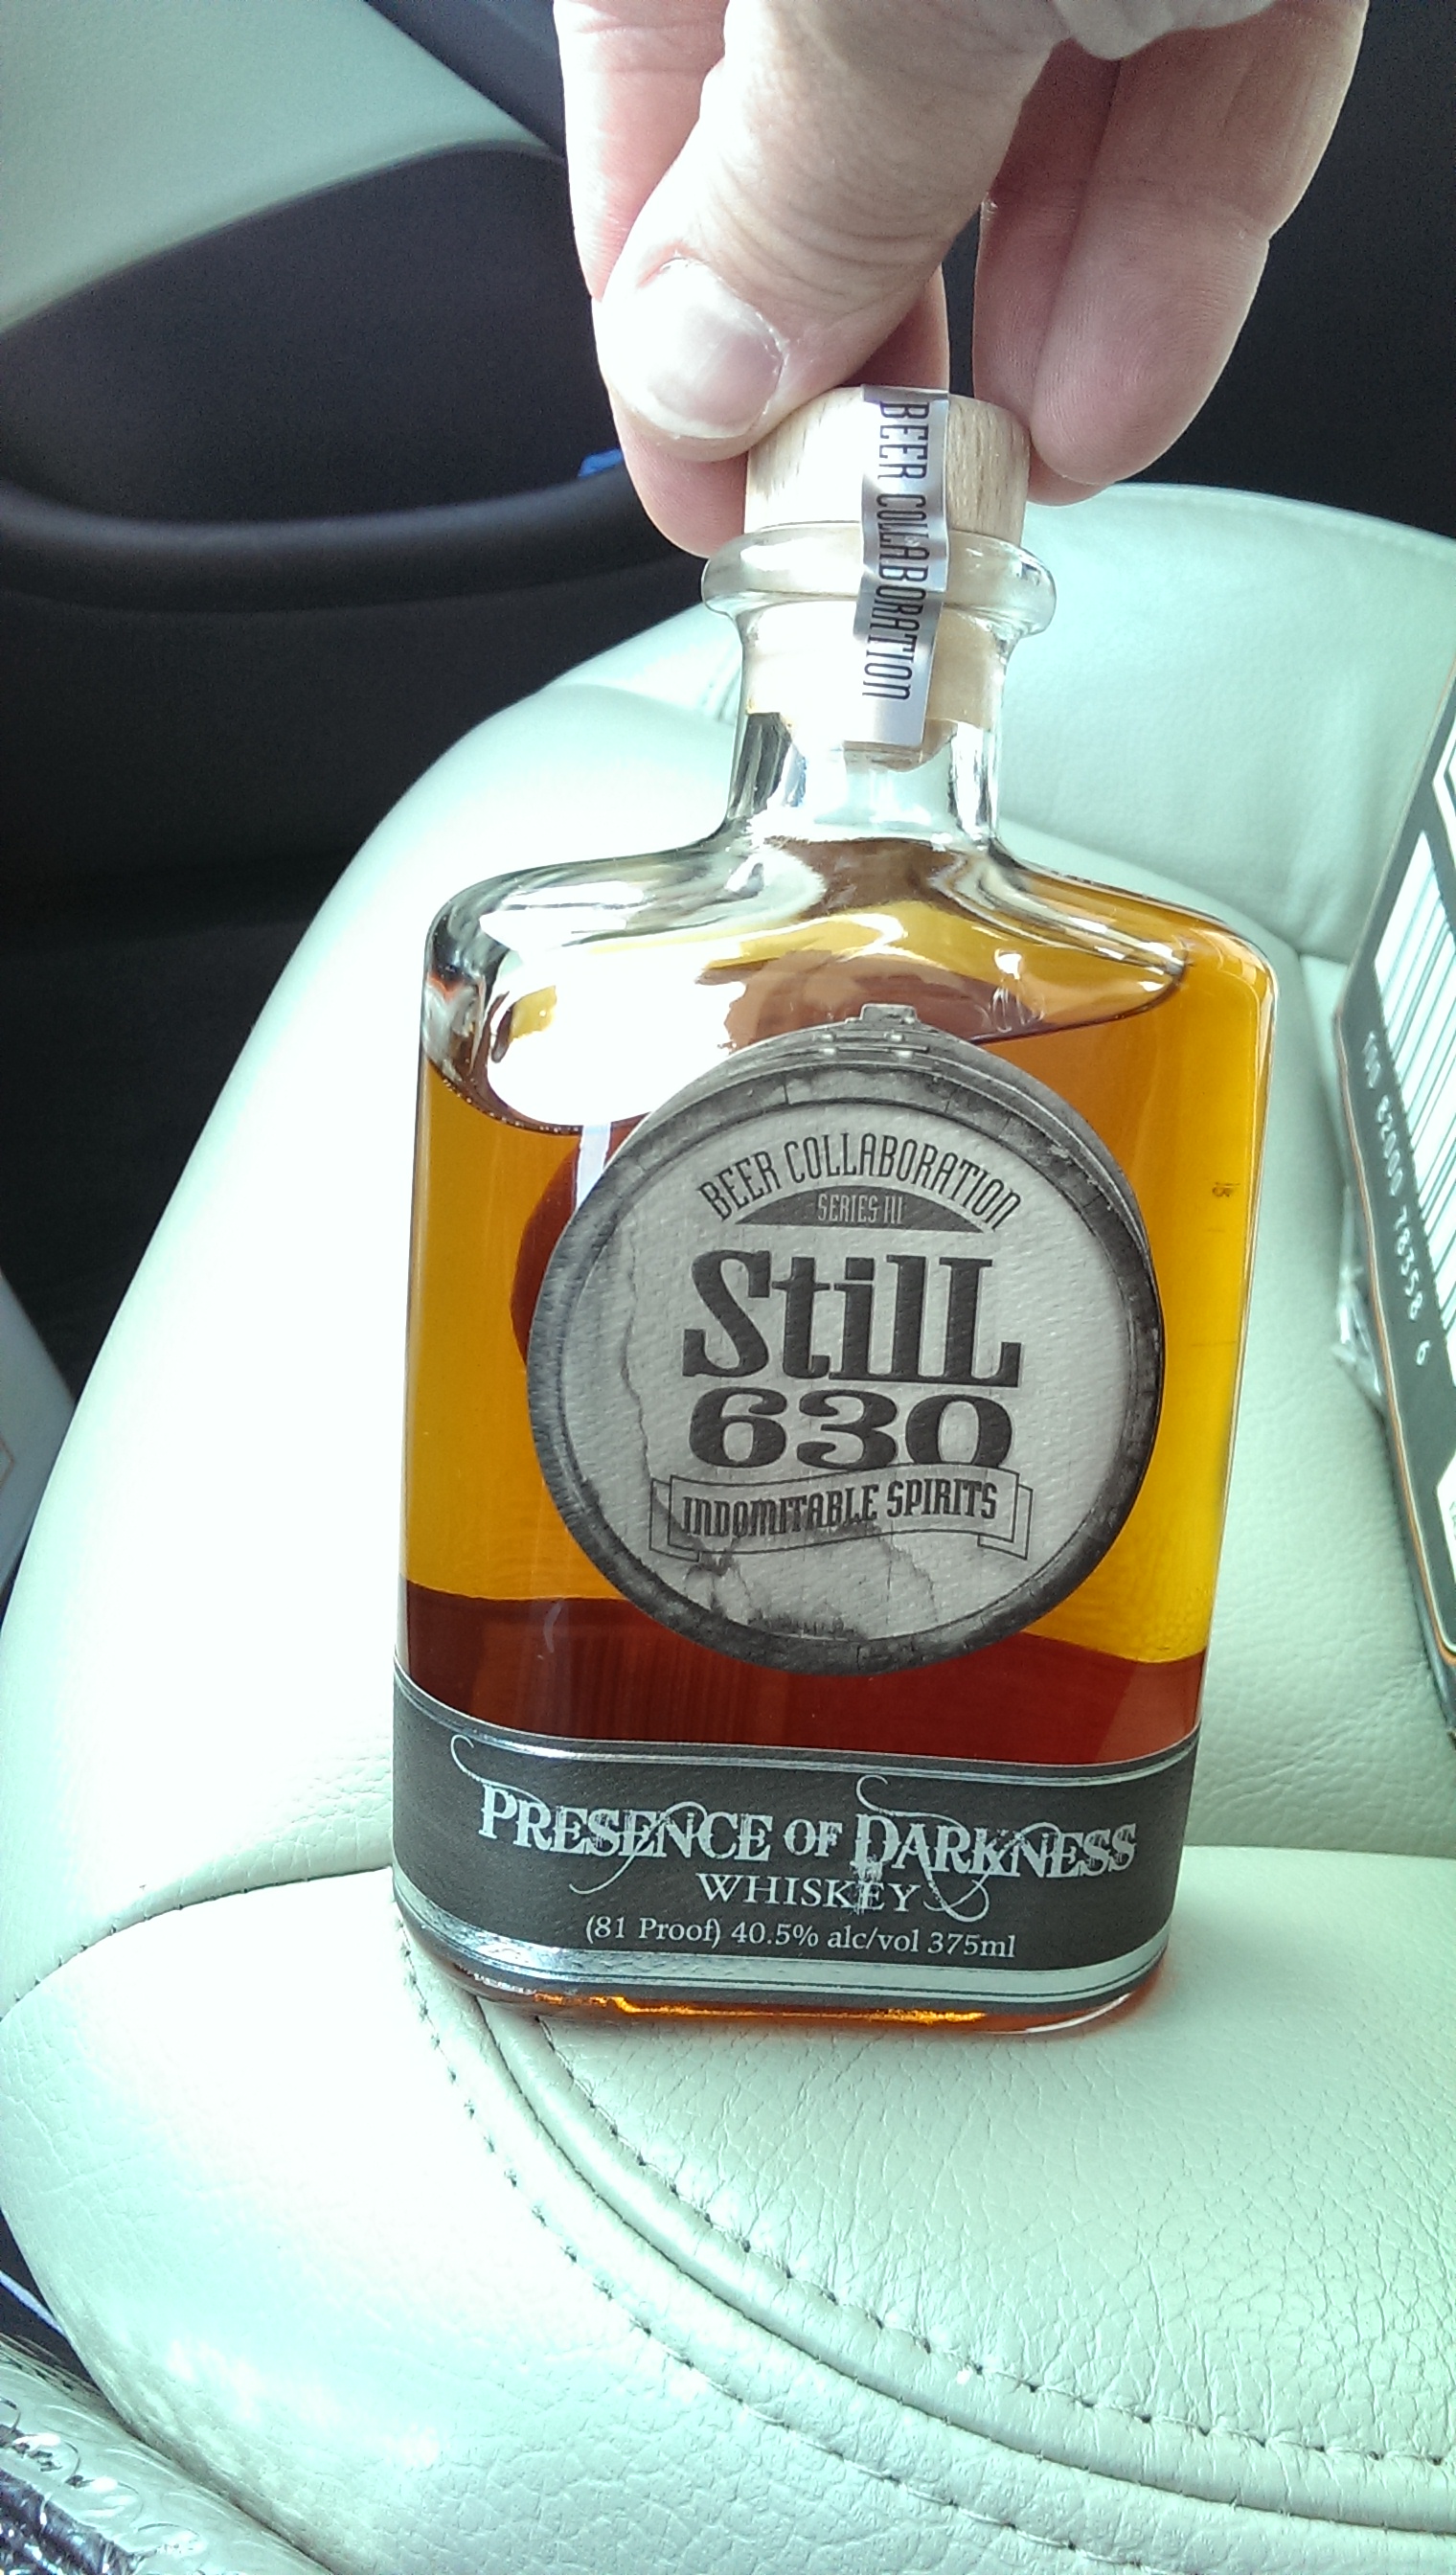 BEER COLLABORATION
BEER COLLABORATION
SERIES III
StillL
630
INDOMITABLE SPIRITS
PRESENCE OF DARKNESS
WHISKEY
(81 Proof) 40.5% alc/vol 375ml